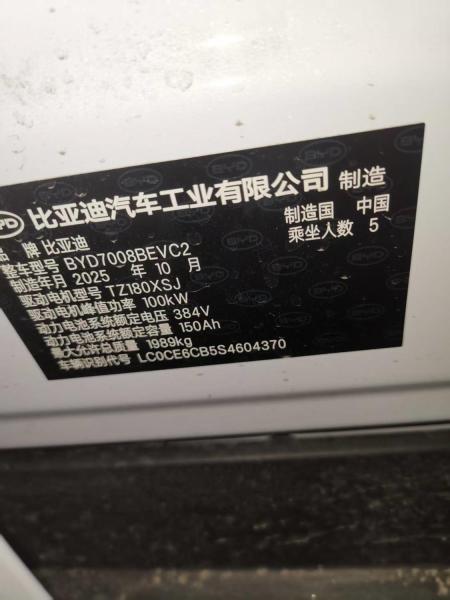 比亚迪汽车工业有限公司 制造
品 牌 比亚迪
制造国 中国
整车型号 BYD7008BEVC2
乘坐人数 5
制造年月 2025 年 10 月
驱动电机型号 TZ180XSJ
驱动电机峰值功率 100kW
动力电池系统额定电压 384V
动力电池系统额定容量 150Ah
最大允许总质量 1989kg
车辆识别代号 LC0CE6CB5S4604370